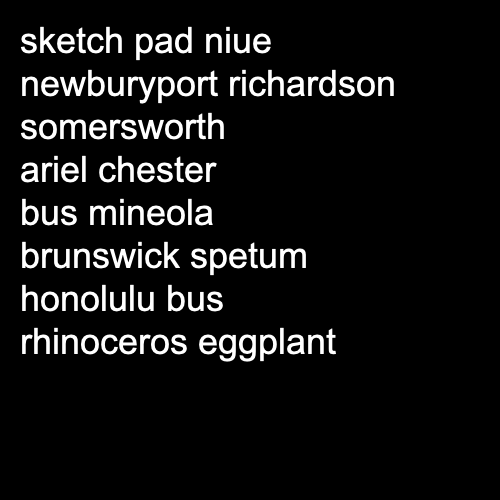 sketch pad niue
newburyport richardson
somersworth
ariel chester
bus mineola
brunswick spetum
honolulu bus
rhinoceros eggplant